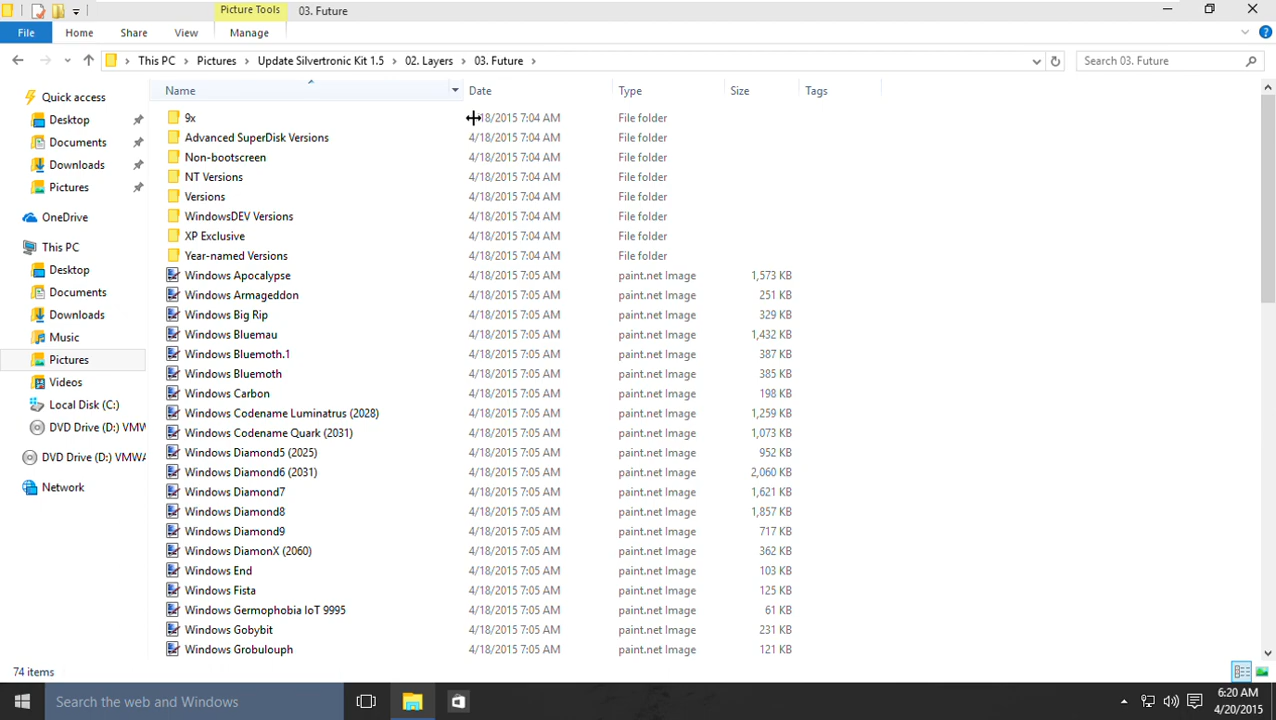 Picture Tools 03. Future
File Home Share View Manage
This PC Pictures Update Silvertronic Kit 1.5 02. Layers 03. Future Search 03. Future
Name Date Type Size Tags
Quick access
Desktop
Documents
Downloads
Pictures
OneDrive
This PC
Desktop
Documents
Downloads
Music
Pictures
Videos
Local Disk (C:)
DVD Drive (D:) VMW
DVD Drive (D:) VMWA
Network
9x 18/2015 7:04 AM File folder
Advanced SuperDisk Versions 4/18/2015 7:04 AM File folder
Non-bootscreen 4/18/2015 7:04 AM File folder
NT Versions 4/18/2015 7:04 AM File folder
Versions 4/18/2015 7:04 AM File folder
WindowsDEV Versions 4/18/2015 7:04 AM File folder
XP Exclusive 4/18/2015 7:04 AM File folder
Year-named Versions 4/18/2015 7:04 AM File folder
Windows Apocalypse 4/18/2015 7:05 AM paint.net Image 1,573 KB
Windows Armageddon 4/18/2015 7:05 AM paint.net Image 251 KB
Windows Big Rip 4/18/2015 7:05 AM paint.net Image 329 KB
Windows Bluemau 4/18/2015 7:05 AM paint.net Image 1,432 KB
Windows Bluemoth.1 4/18/2015 7:05 AM paint.net Image 387 KB
Windows Bluemoth 4/18/2015 7:05 AM paint.net Image 385 KB
Windows Carbon 4/18/2015 7:05 AM paint.net Image 198 KB
Windows Codename Luminatrus (2028) 4/18/2015 7:05 AM paint.net Image 1,259 KB
Windows Codename Quark (2031) 4/18/2015 7:05 AM paint.net Image 1,073 KB
Windows Diamond5 (2025) 4/18/2015 7:05 AM paint.net Image 952 KB
Windows Diamond6 (2031) 4/18/2015 7:05 AM paint.net Image 2,060 KB
Windows Diamond7 4/18/2015 7:05 AM paint.net Image 1,621 KB
Windows Diamond8 4/18/2015 7:05 AM paint.net Image 1,857 KB
Windows Diamond9 4/18/2015 7:05 AM paint.net Image 717 KB
Windows DiamonX (2060) 4/18/2015 7:05 AM paint.net Image 362 KB
Windows End 4/18/2015 7:05 AM paint.net Image 103 KB
Windows Fista 4/18/2015 7:05 AM paint.net Image 125 KB
Windows Germophobia IoT 9995 4/18/2015 7:05 AM paint.net Image 61 KB
Windows Gobybit 4/18/2015 7:05 AM paint.net Image 231 KB
Windows Grobulouph 4/18/2015 7:05 AM paint.net Image 121 KB
74 items
Search the web and Windows
6:20 AM
4/20/2015